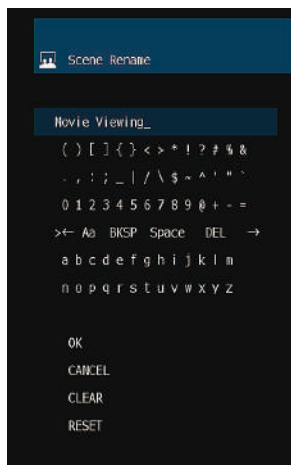 Scene Rename
Movie Viewing_
( ) [ ] { } < > * ! ? # % &
. , : ; _ | / \ $ ~ ^ ' " `
0 1 2 3 4 5 6 7 8 9 @ + - =
>← Aa BKSP Space DEL →
a b c d e f g h i j k l m
n o p q r s t u v w x y z
OK
CANCEL
CLEAR
RESET